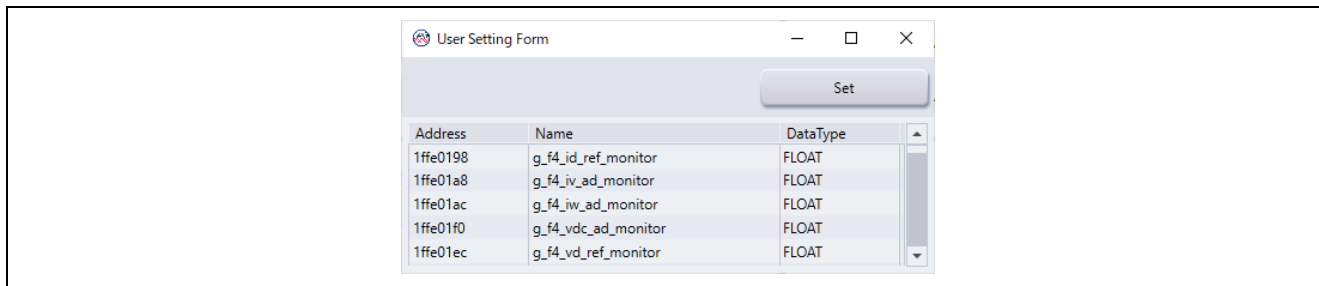 User Setting Form
Set
Address Name DataType
1ffe0198 g_f4_id_ref_monitor FLOAT
1ffe01a8 g_f4_iv_ad_monitor FLOAT
1ffe01ac g_f4_iw_ad_monitor FLOAT
1ffe01f0 g_f4_vdc_ad_monitor FLOAT
1ffe01ec g_f4_vd_ref_monitor FLOAT